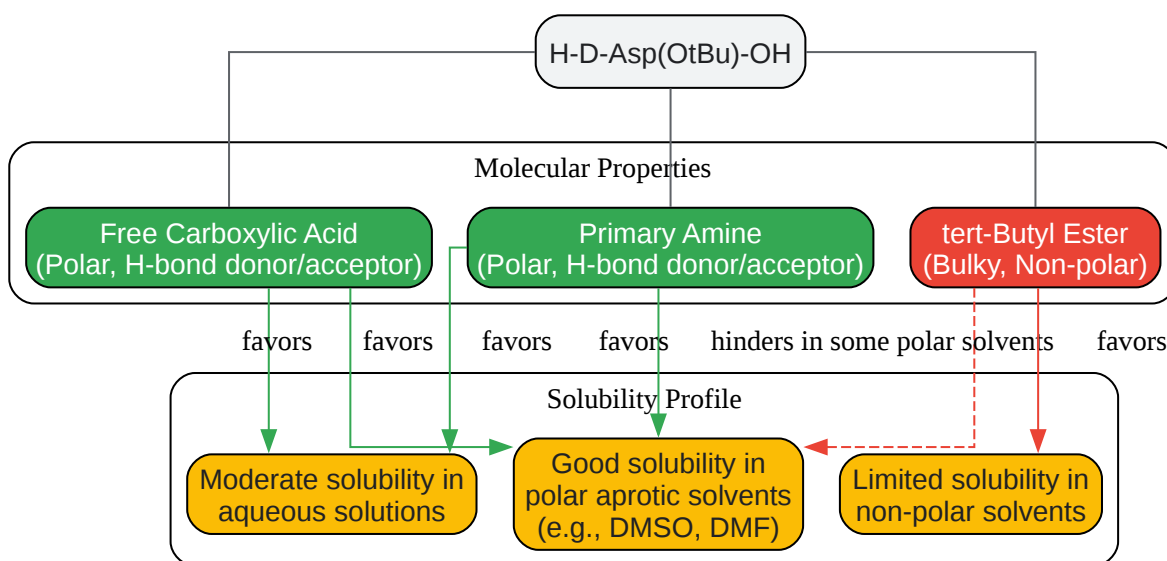 H-D-Asp(OtBu)-OH
Molecular Properties
Free Carboxylic Acid
(Polar, H-bond donor/acceptor)
Primary Amine
(Polar, H-bond donor/acceptor)
tert-Butyl Ester
(Bulky, Non-polar)
favors
favors
favors
favors
hinders in some polar solvents
favors
Solubility Profile
Moderate solubility in
aqueous solutions
Good solubility in
polar aprotic solvents
(e.g., DMSO, DMF)
Limited solubility in
non-polar solvents